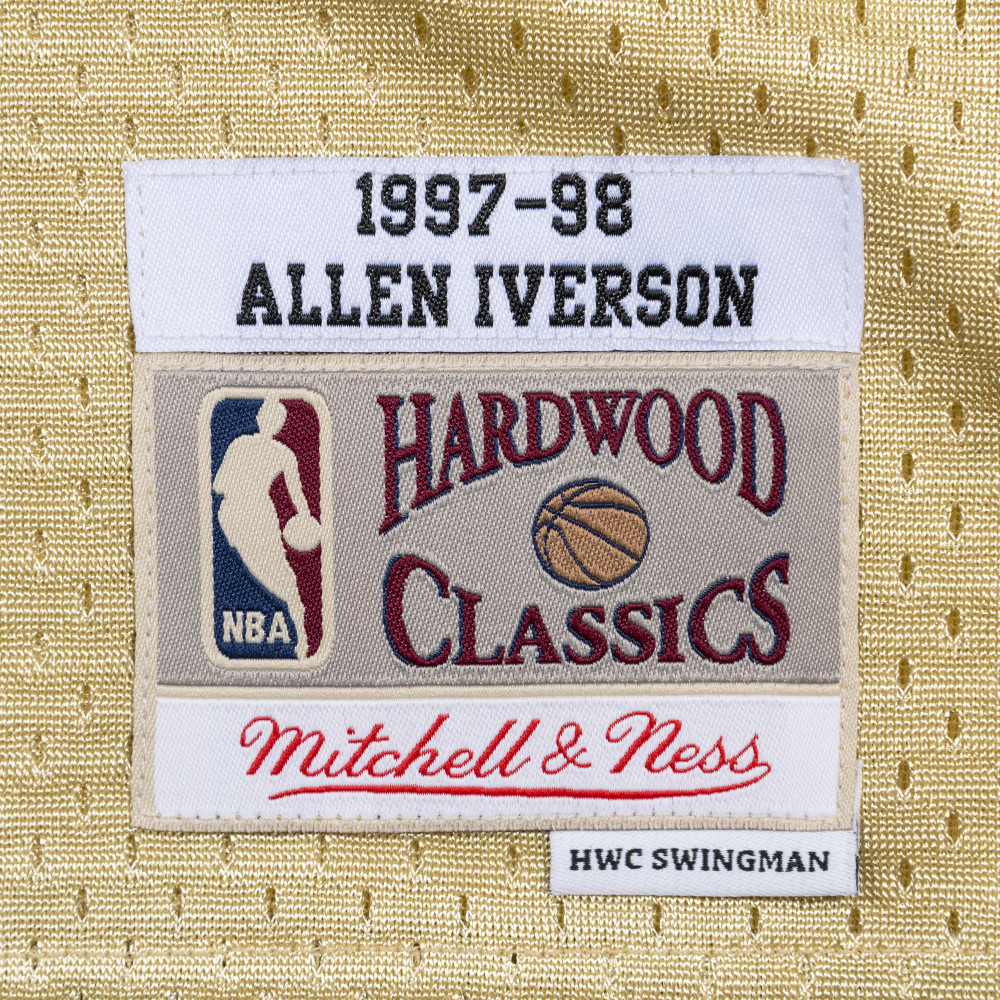 1997-98
ALLEN IVERSON
HARDWOOD
CLASSICS
NBA
Mitchell & Ness
HWC SWINGMAN